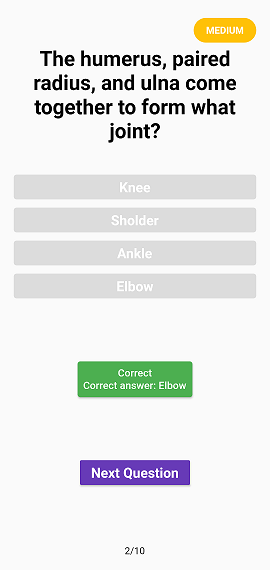 MEDIUM
The humerus, paired
radius, and ulna come
together to form what
joint?
Knee
Sholder
Ankle
Elbow
Correct
Correct answer: Elbow
Next Question
2/10